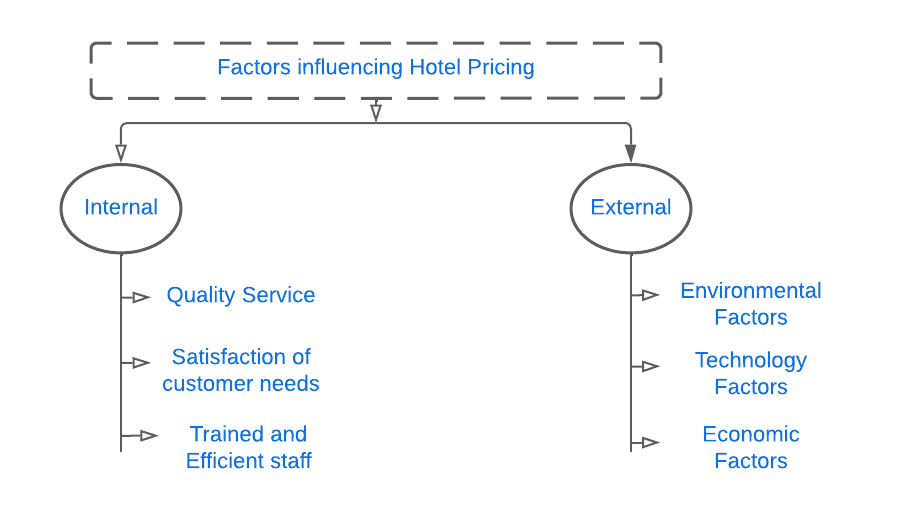 Factors influencing Hotel Pricing
Internal
External
Quality Service
Satisfaction of
customer needs
Trained and
Efficient staff
Environmental
Factors
Technology
Factors
Economic
Factors